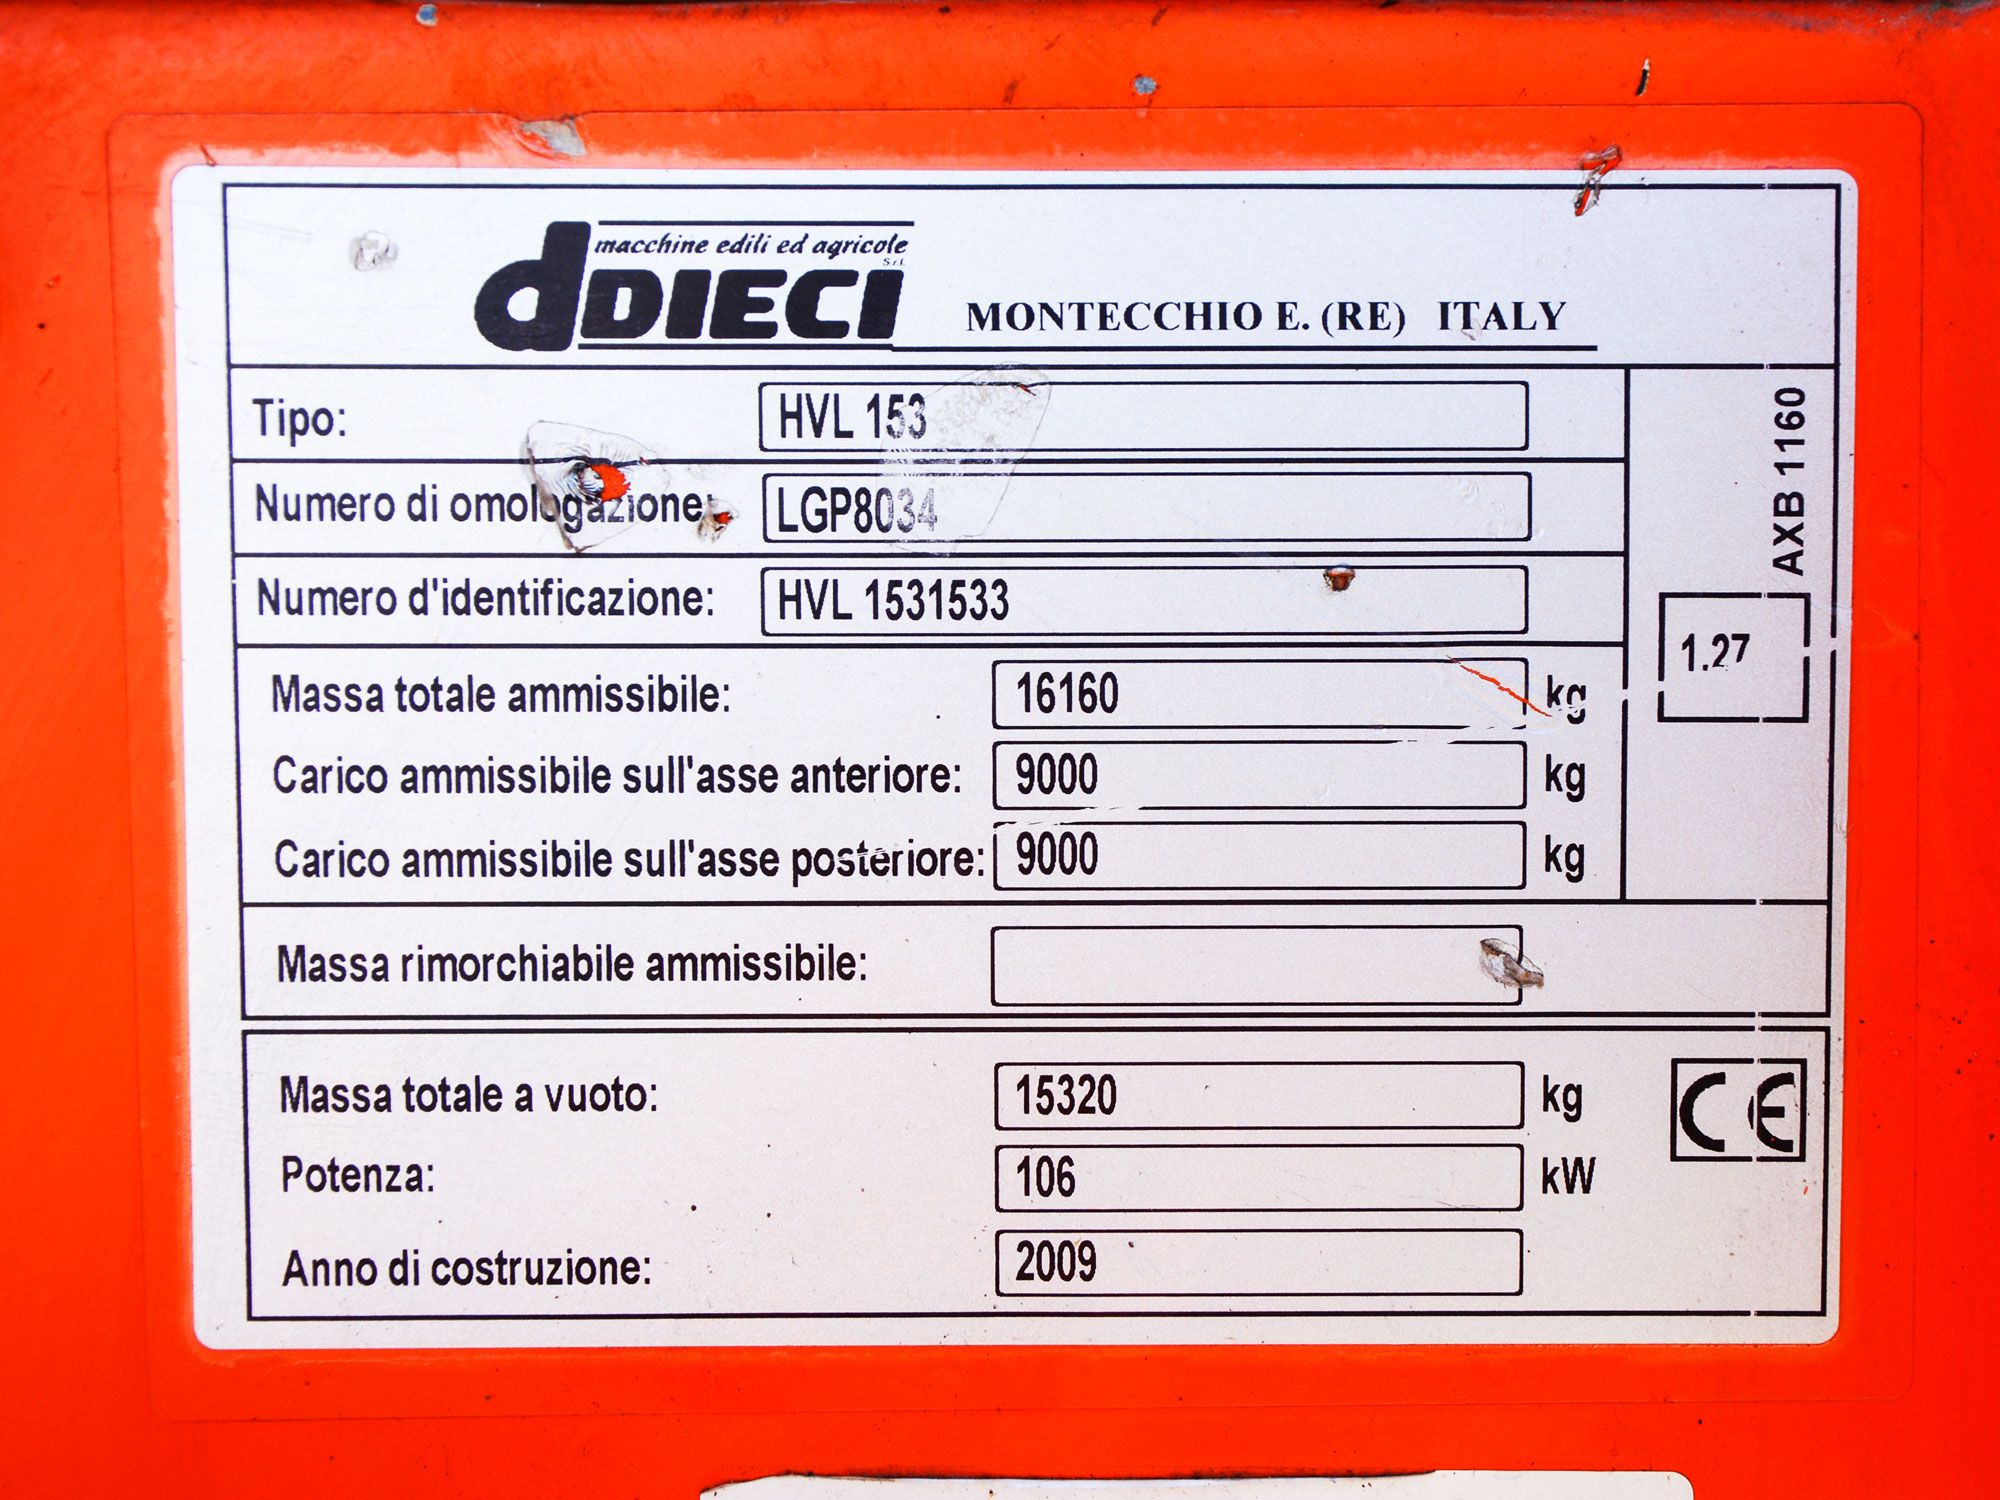 macchine edili ed agricole
S.r.l.
dDIECI MONTECCHIO E. (RE) ITALY
Tipo: HVL 153
Numero di omologazione: LGP8034
Numero d'identificazione: HVL 1531533
AXB 1160
1.27
Massa totale ammissibile: 16160 kg
Carico ammissibile sull'asse anteriore: 9000 kg
Carico ammissibile sull'asse posteriore: 9000 kg
Massa rimorchiabile ammissibile:
Massa totale a vuoto: 15320 kg
CE
Potenza: 106 kW
Anno di costruzione: 2009